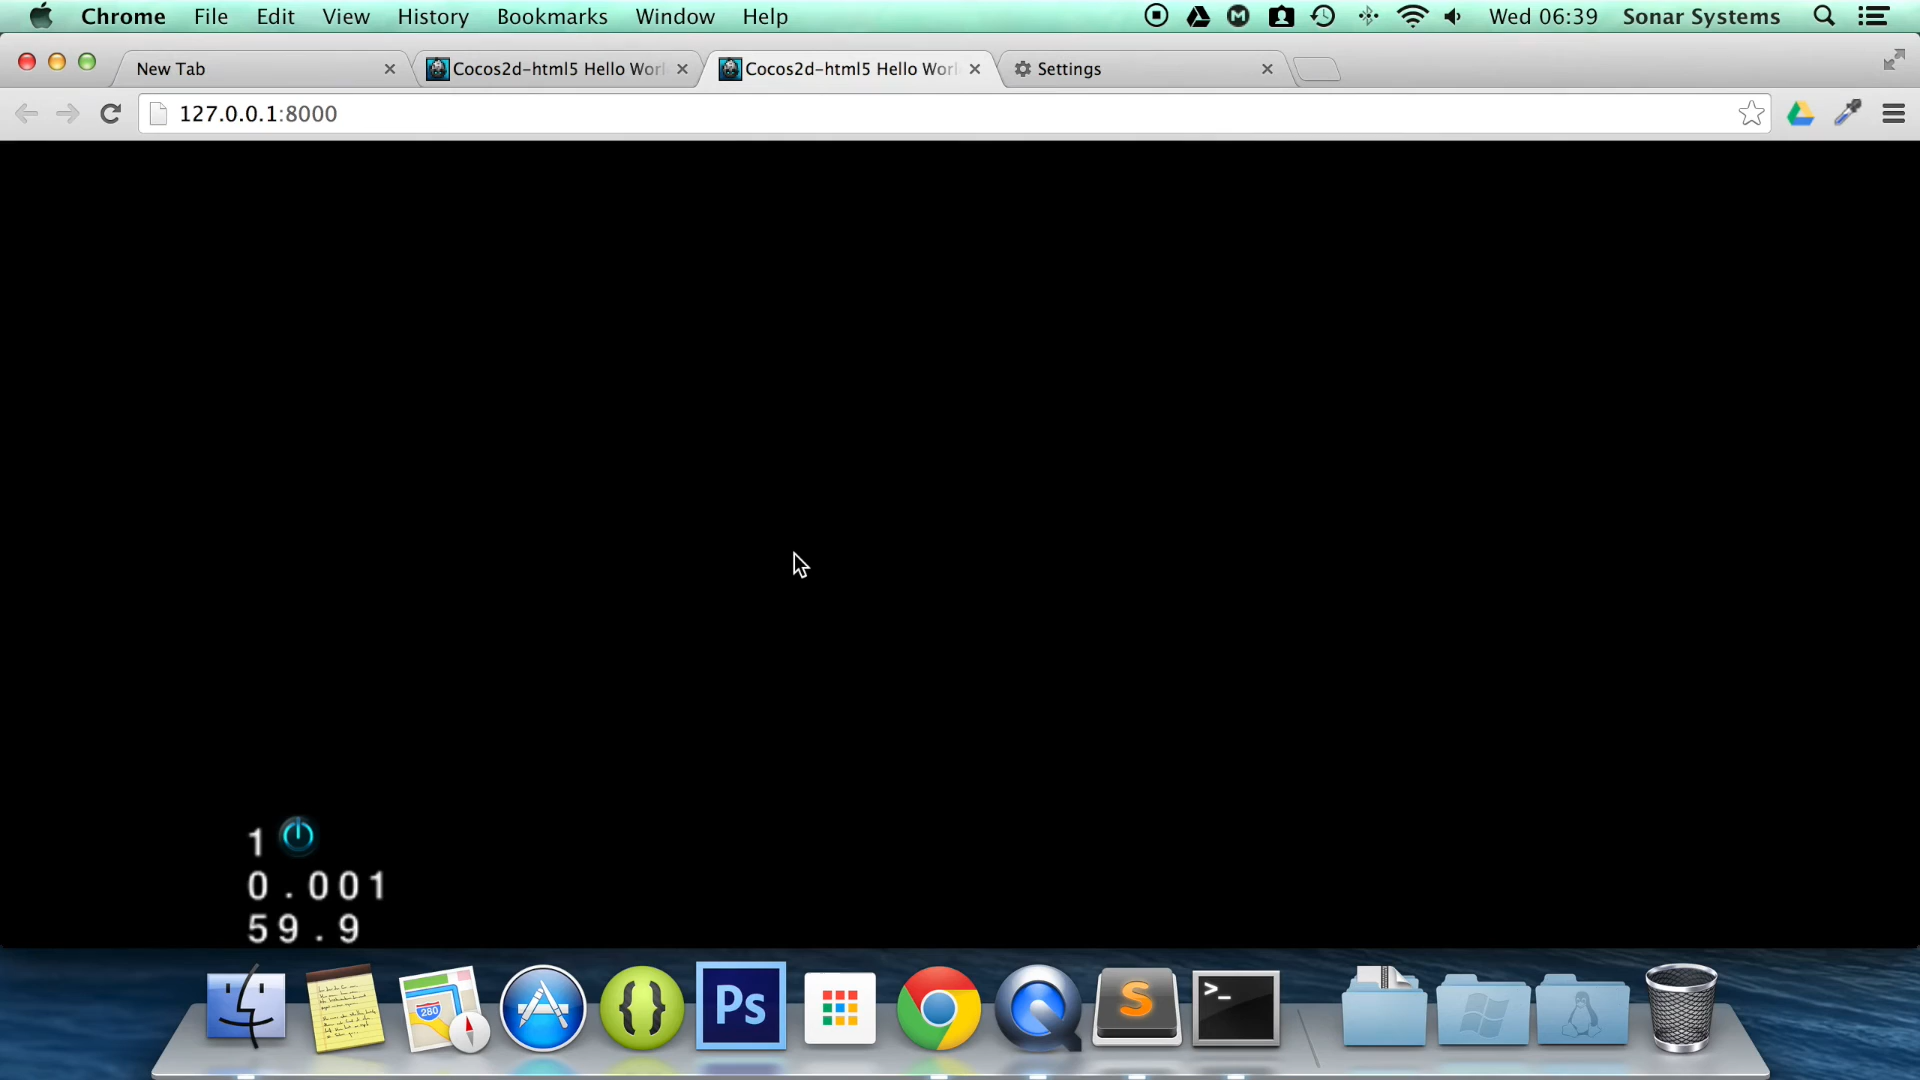 Chrome File Edit View History Bookmarks Window Help Wed 06:39 Sonar Systems
New Tab Cocos2d-html5 Hello Worl Cocos2d-html5 Hello Worl Settings
127.0.0.1:8000
1
0.001
59.9
280 Ps S >_